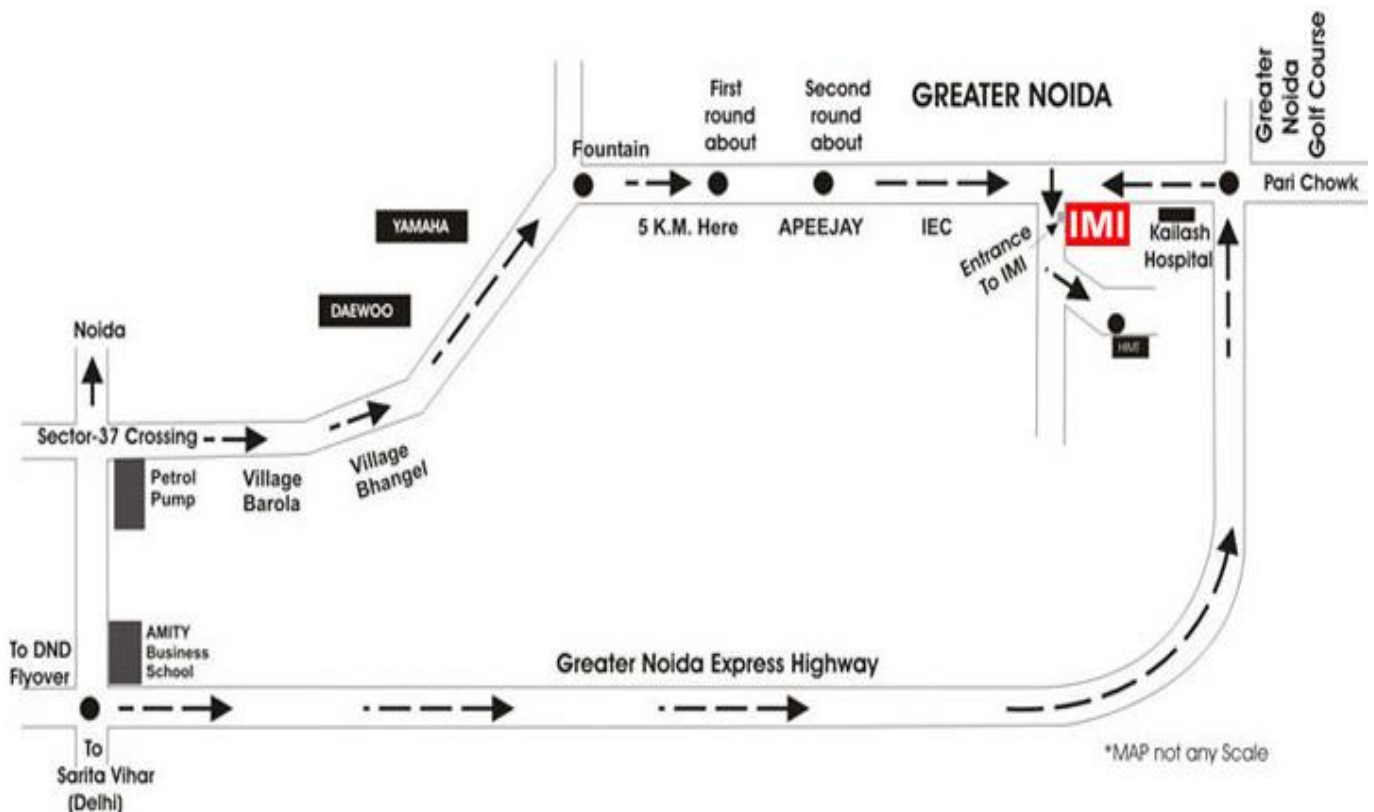 First
round
about
Second
round
about
GREATER NOIDA
Greater
Noida
Golf Course
Fountain
Pari Chowk
YAMAHA
5 K.M. Here
APEEJAY
IEC
IMI
Kailash
Hospital
Entrance
To IMI
DAEWOO
Noida
HIMT
Sector-37 Crossing
Village
Bhangel
Petrol
Pump
Village
Barola
To DND
Flyover
AMITY
Business
School
Greater Noida Express Highway
To
Sarita Vihar
(Delhi)
*MAP not any Scale